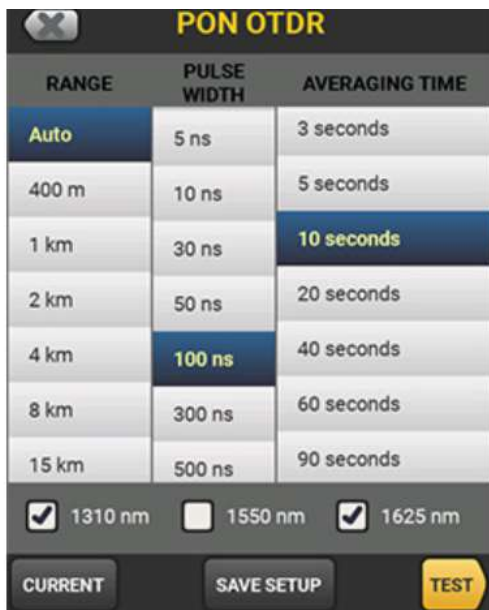 PON OTDR
RANGE PULSE WIDTH AVERAGING TIME
Auto 5 ns 3 seconds
400 m 10 ns 5 seconds
1 km 30 ns 10 seconds
2 km 50 ns 20 seconds
4 km 100 ns 40 seconds
8 km 300 ns 60 seconds
15 km 500 ns 90 seconds
1310 nm 1550 nm 1625 nm
CURRENT SAVE SETUP TEST